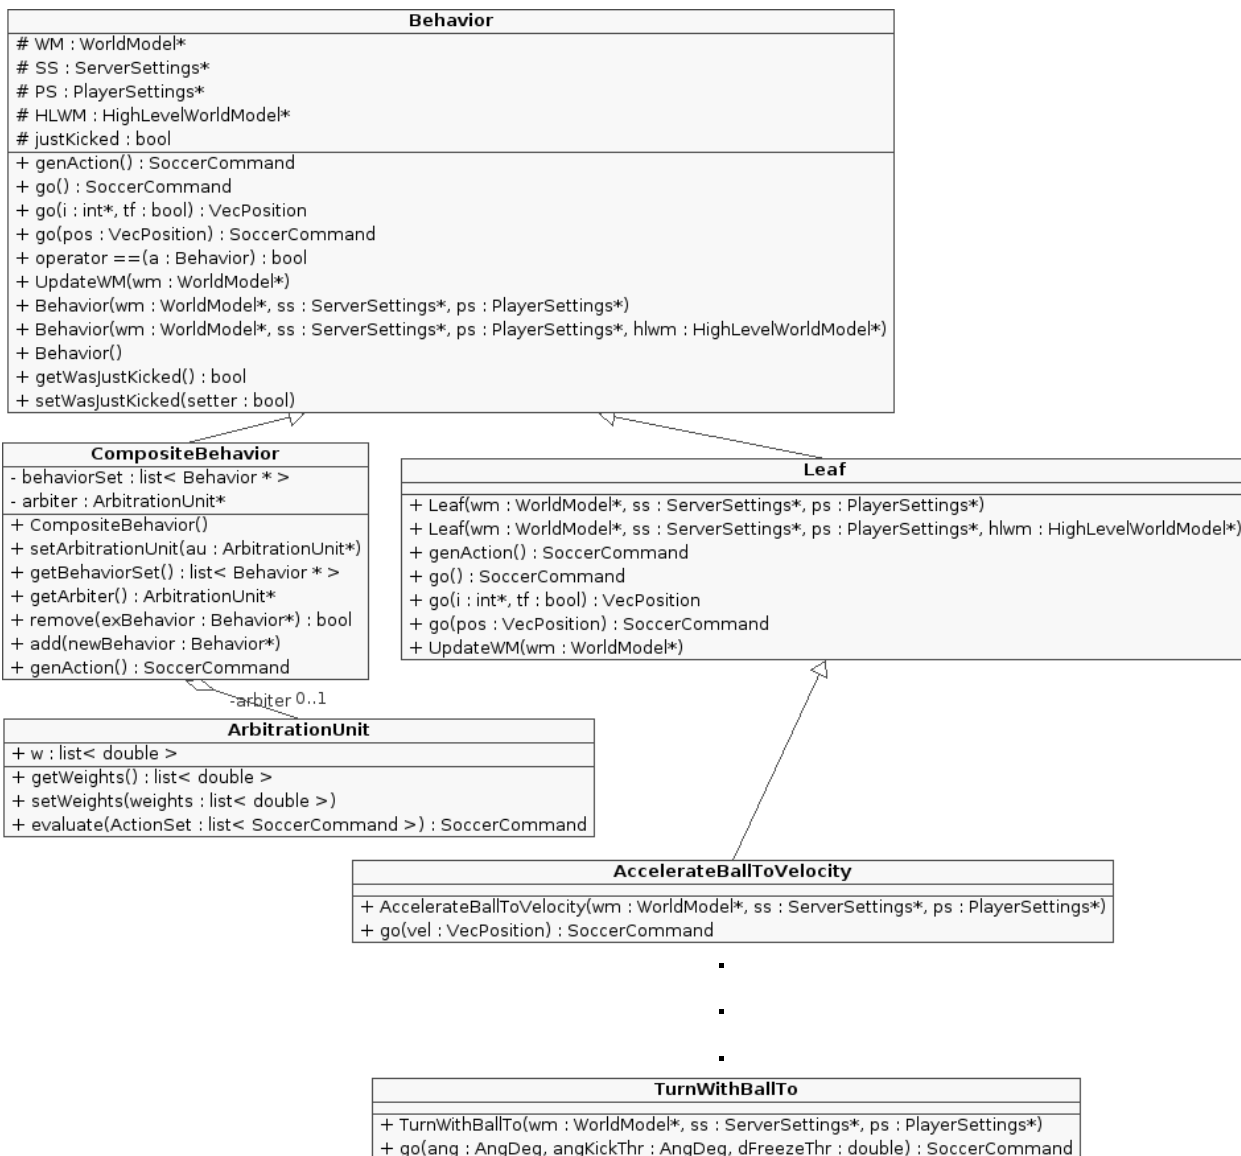 Behavior
# WM : WorldModel*
# SS : ServerSettings*
# PS : PlayerSettings*
# HLWM : HighLevelWorldModel*
# justKicked : bool
+ genAction() : SoccerCommand
+ go() : SoccerCommand
+ go(i : int*, tf : bool) : VecPosition
+ go(pos : VecPosition) : SoccerCommand
+ operator ==(a : Behavior) : bool
+ UpdateWM(wm : WorldModel*)
+ Behavior(wm : WorldModel*, ss : ServerSettings*, ps : PlayerSettings*)
+ Behavior(wm : WorldModel*, ss : ServerSettings*, ps : PlayerSettings*, hlwm : HighLevelWorldModel*)
+ Behavior()
+ getWasJustKicked() : bool
+ setWasJustKicked(setter : bool)
CompositeBehavior
- behaviorSet : list< Behavior * >
- arbiter : ArbitrationUnit*
+ CompositeBehavior()
+ setArbitrationUnit(au : ArbitrationUnit*)
+ getBehaviorSet() : list< Behavior * >
+ getArbiter() : ArbitrationUnit*
+ remove(exBehavior : Behavior*) : bool
+ add(newBehavior : Behavior*)
+ genAction() : SoccerCommand
Leaf
+ Leaf(wm : WorldModel*, ss : ServerSettings*, ps : PlayerSettings*)
+ Leaf(wm : WorldModel*, ss : ServerSettings*, ps : PlayerSettings*, hlwm : HighLevelWorldModel*)
+ genAction() : SoccerCommand
+ go() : SoccerCommand
+ go(i : int*, tf : bool) : VecPosition
+ go(pos : VecPosition) : SoccerCommand
+ UpdateWM(wm : WorldModel*)
-arbiter 0..1
ArbitrationUnit
+ w : list< double >
+ getWeights() : list< double >
+ setWeights(weights : list< double >)
+ evaluate(ActionSet : list< SoccerCommand >) : SoccerCommand
AccelerateBallToVelocity
+ AccelerateBallToVelocity(wm : WorldModel*, ss : ServerSettings*, ps : PlayerSettings*)
+ go(vel : VecPosition) : SoccerCommand
.
.
.
TurnWithBallTo
+ TurnWithBallTo(wm : WorldModel*, ss : ServerSettings*, ps : PlayerSettings*)
+ go(ang : AngDeg, angKickThr : AngDeg, dFreezeThr : double) : SoccerCommand